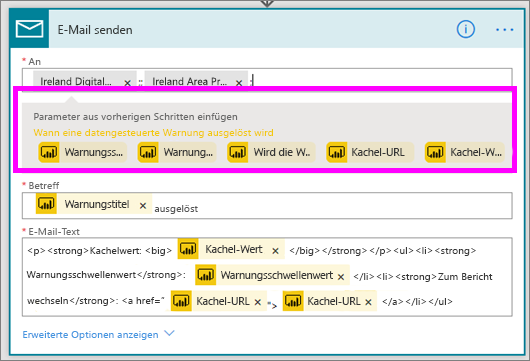 E-Mail senden
* An
Ireland Digital... × ; Ireland Area Pr... × ;
Parameter aus vorherigen Schritten einfügen
Wann eine datengesteuerte Warnung ausgelöst wird
Warnungss... Warnung... Wird die W.. Kachel-URL Kachel-W...
* Betreff
Warnungstitel × ausgelöst
* E-Mail-Text
<p><strong>Kachelwert: <big> Kachel-Wert × </big></strong></p><ul><li><strong>
Warnungsschwellenwert</strong>: Warnungsschwellenwert × </li><li><strong>Zum Bericht
wechseln</strong>: <a href=" Kachel-URL × "> Kachel-URL × </a></li></ul>
Erweiterte Optionen anzeigen